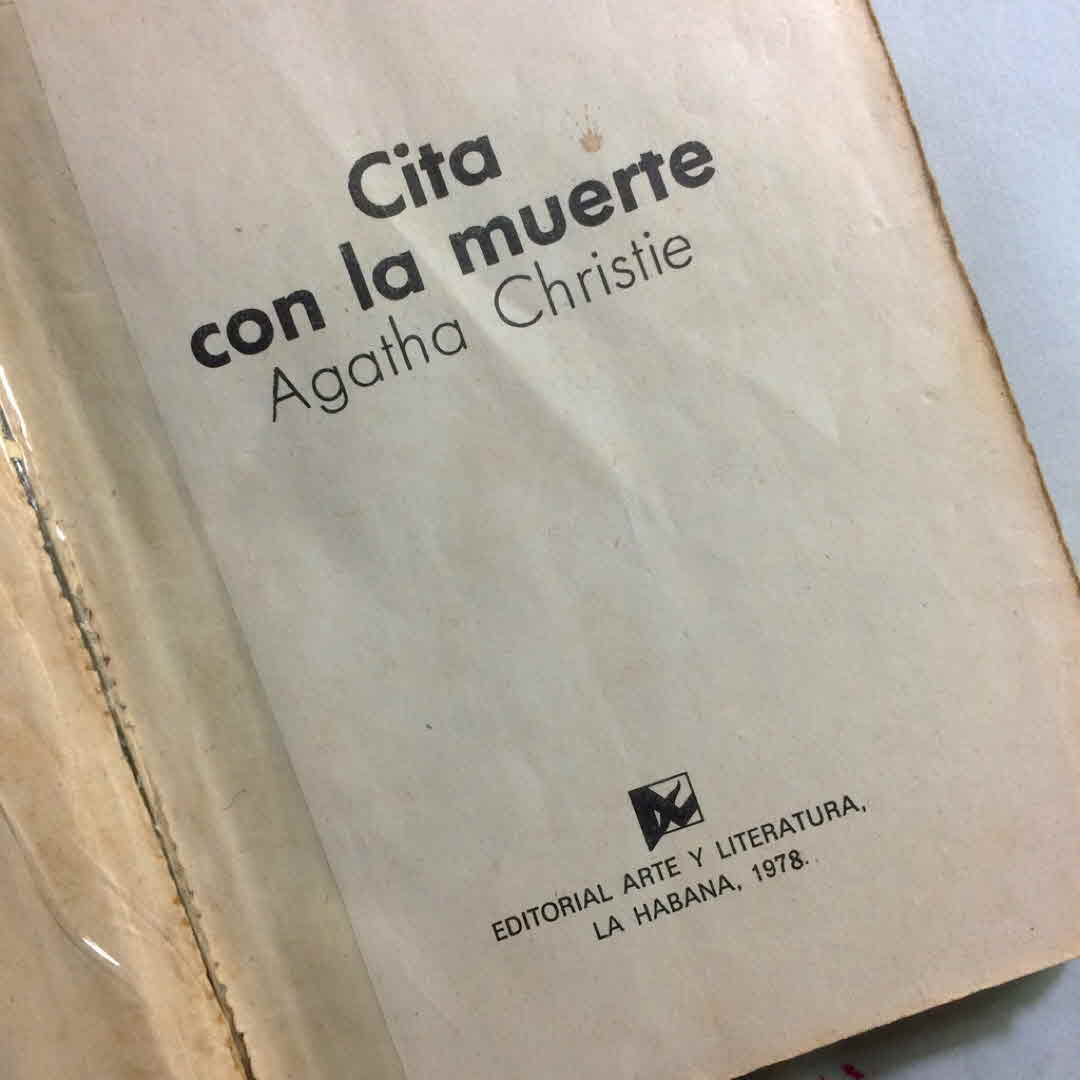 Cita
con la muerte
Agatha Christie
EDITORIAL ARTE Y LITERATURA,
LA HABANA, 1978.